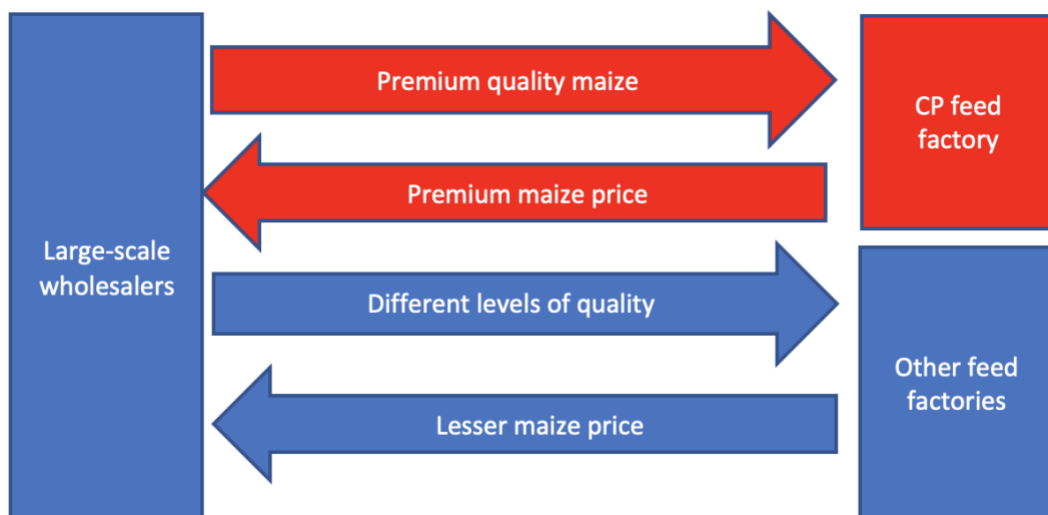 Premium quality maize
CP feed
factory
Premium maize price
Large-scale
wholesalers
Different levels of quality
Other feed
factories
Lesser maize price